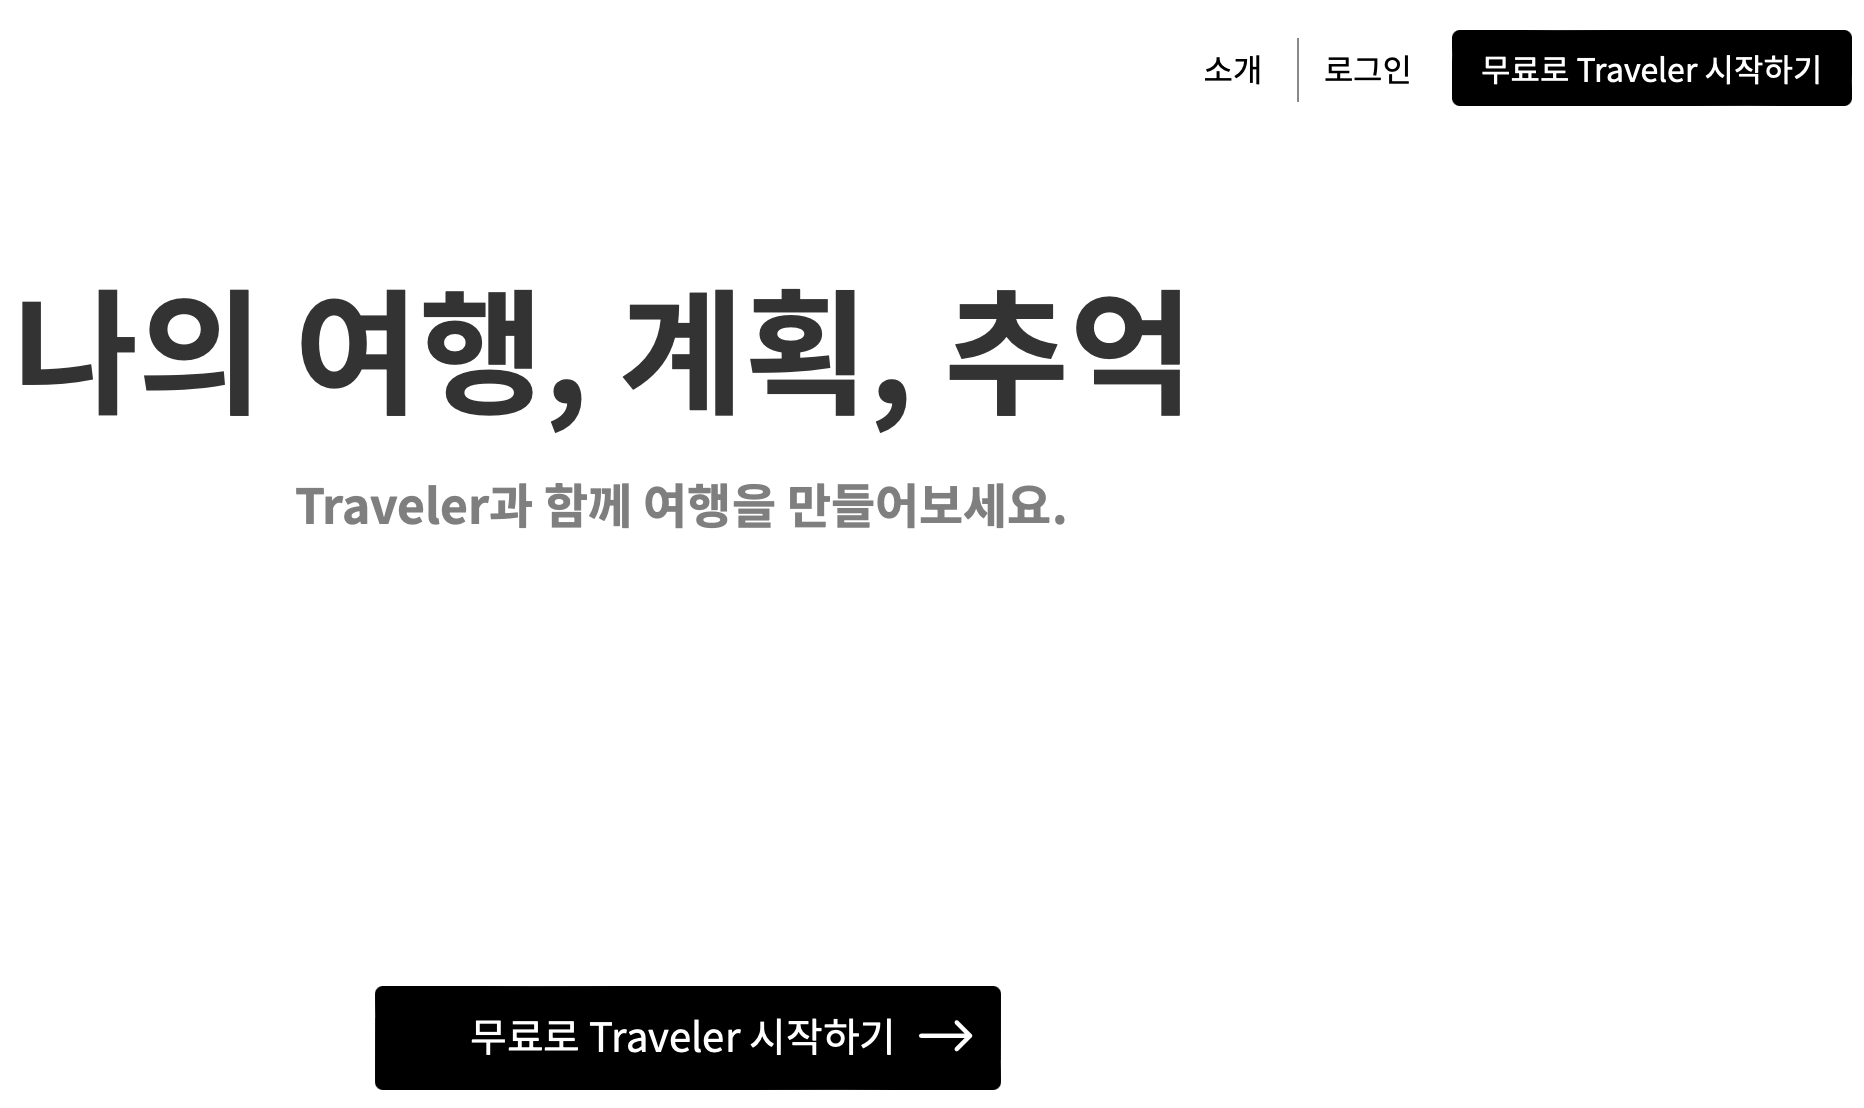 소개 로그인 무료로 Traveler 시작하기
나의 여행, 계획, 추억
Traveler과 함께 여행을 만들어보세요.
무료로 Traveler 시작하기 →